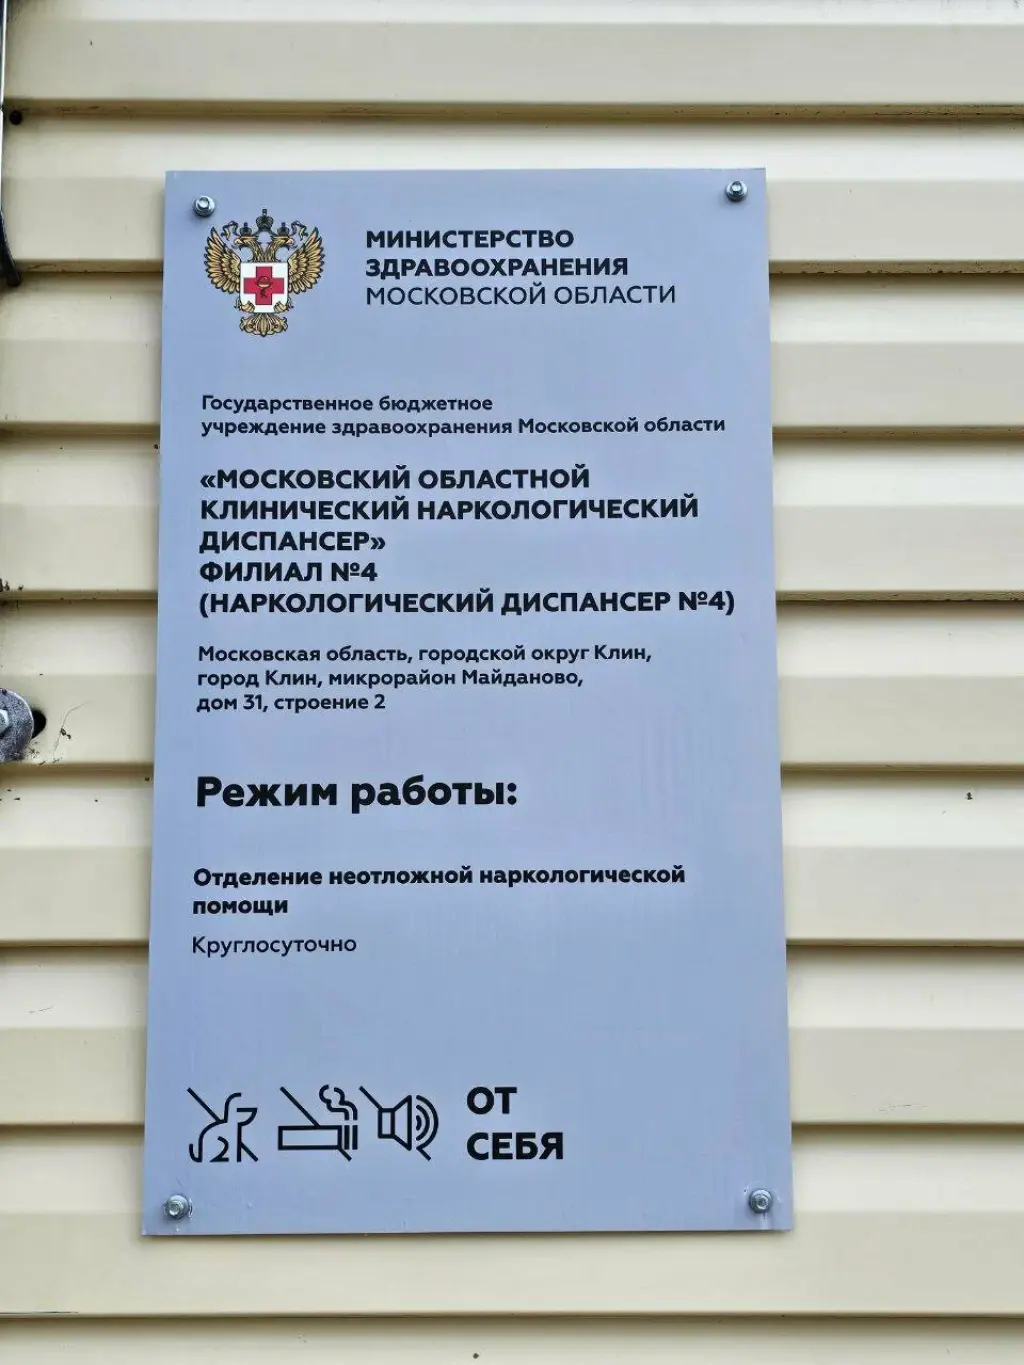 МИНИСТЕРСТВО
ЗДРАВООХРАНЕНИЯ
МОСКОВСКОЙ ОБЛАСТИ
Государственное бюджетное
учреждение здравоохранения Московской области
«МОСКОВСКИЙ ОБЛАСТНОЙ
КЛИНИЧЕСКИЙ НАРКОЛОГИЧЕСКИЙ
ДИСПАНСЕР»
ФИЛИАЛ №4
(НАРКОЛОГИЧЕСКИЙ ДИСПАНСЕР №4)
Московская область, городской округ Клин,
город Клин, микрорайон Майданово,
дом 31, строение 2
Режим работы:
Отделение неотложной наркологической
помощи
Круглосуточно
ОТ
СЕБЯ